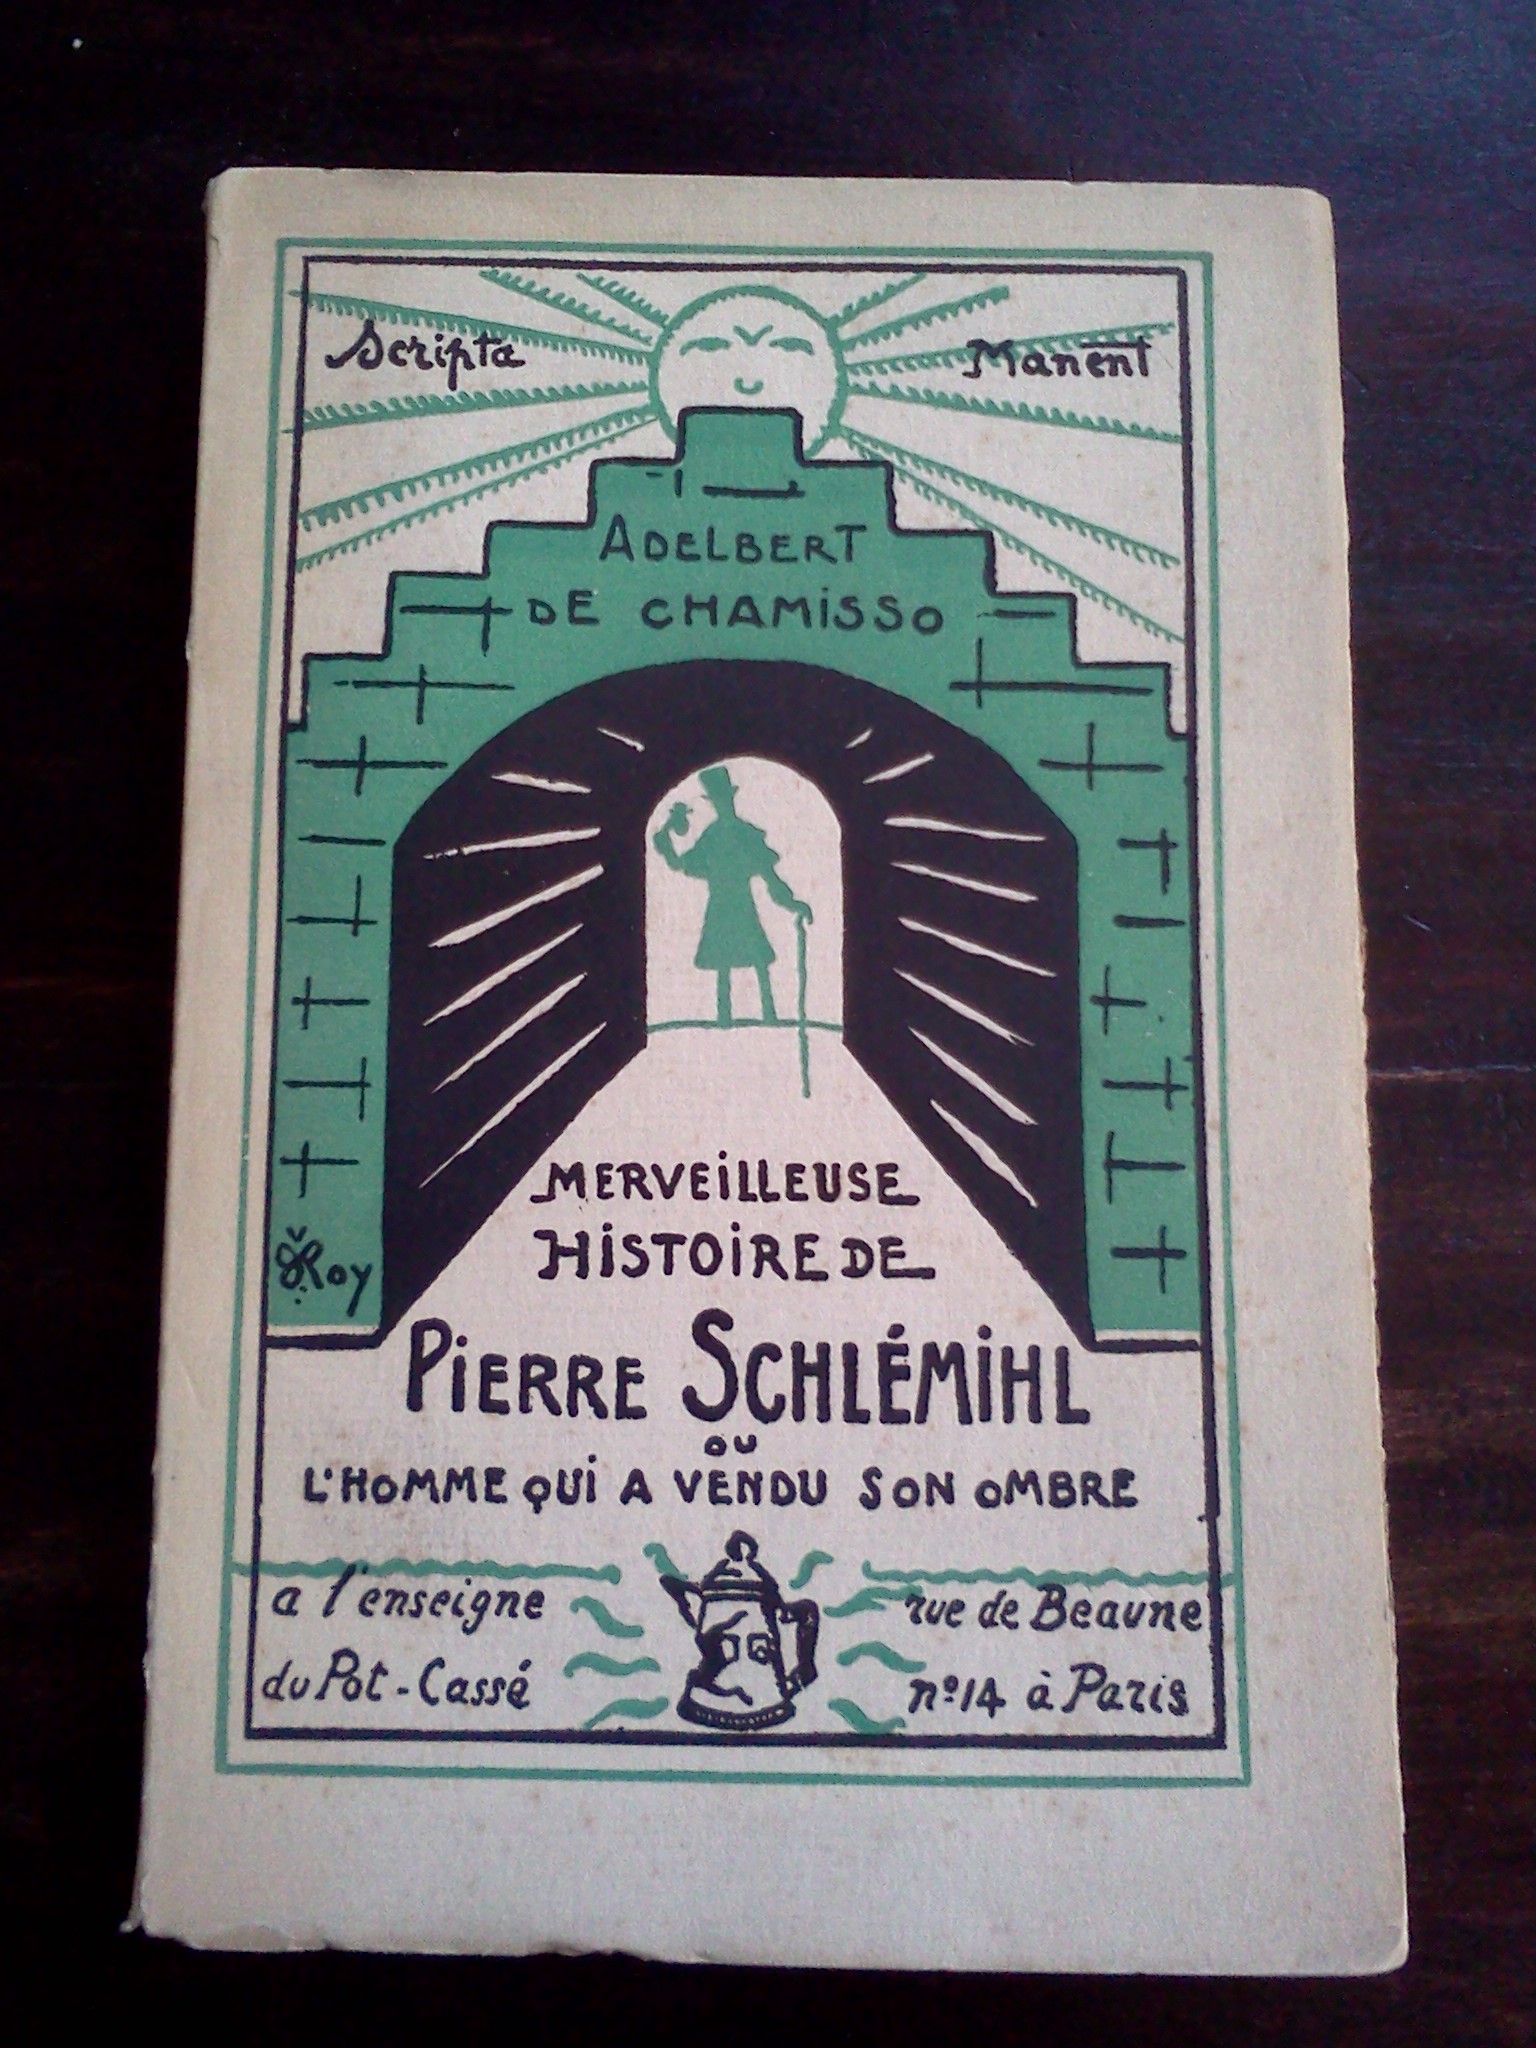 Scripta Manent
ADELBERT
DE CHAMISSO
MERVEILLEUSE
HISTOIRE DE
PIERRE SCHLÉMIHL
OU
L'HOMME QUI A VENDU SON OMBRE
Roy
a l'enseigne
du Pot-Cassé
rue de Beaune
nº 14 à Paris